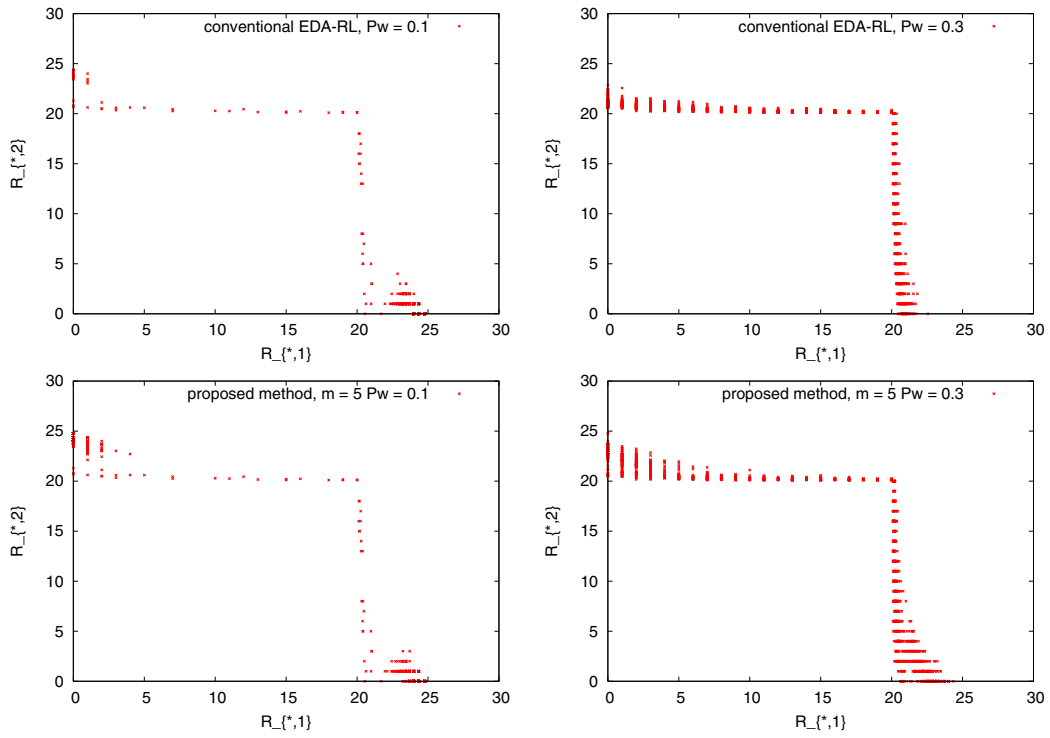 conventional EDA-RL, Pw = 0.1
30
25
20
15
10
5
0
R_{*,2}
0 5 10 15 20 25 30
R_{*,1}
conventional EDA-RL, Pw = 0.3
30
25
20
15
10
5
0
R_{*,2}
0 5 10 15 20 25 30
R_{*,1}
proposed method, m = 5 Pw = 0.1
30
25
20
15
10
5
0
R_{*,2}
0 5 10 15 20 25 30
R_{*,1}
proposed method, m = 5 Pw = 0.3
30
25
20
15
10
5
0
R_{*,2}
0 5 10 15 20 25 30
R_{*,1}